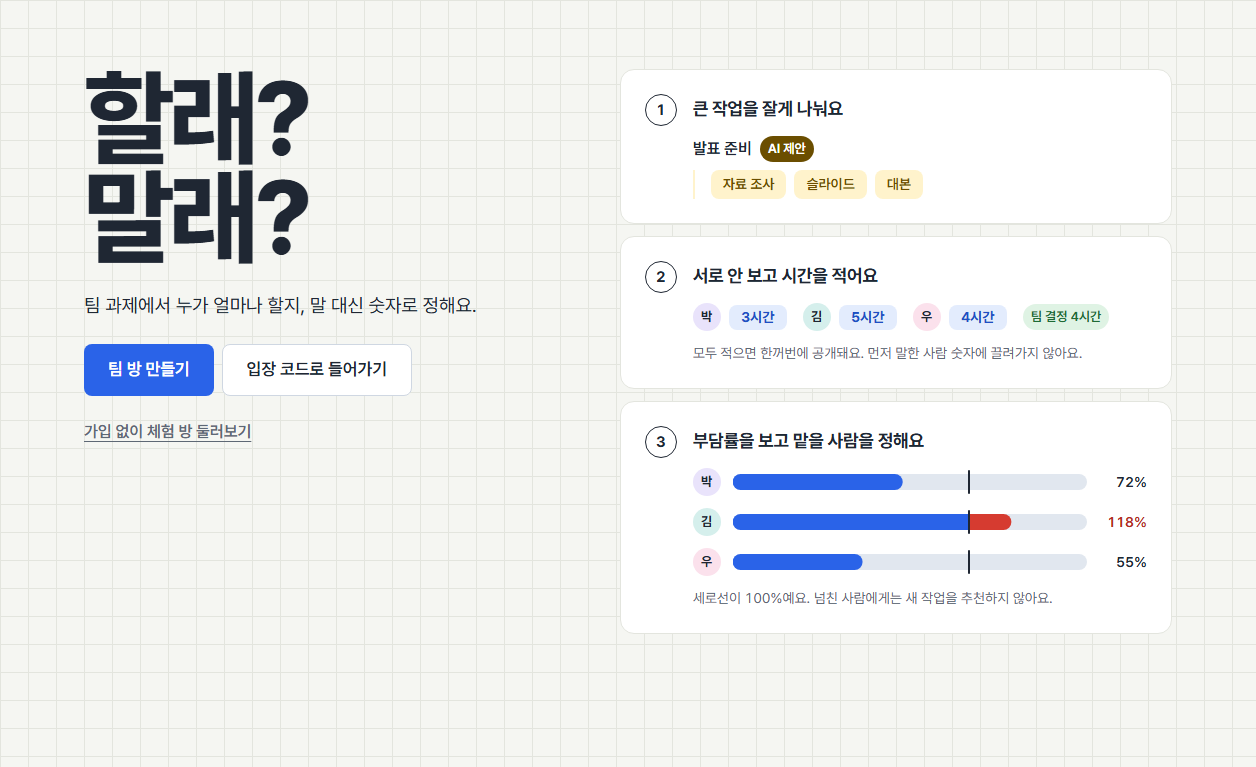 할래?
말래?
팀 과제에서 누가 얼마나 할지, 말 대신 숫자로 정해요.
팀 방 만들기
입장 코드로 들어가기
가입 없이 체험 방 둘러보기
1 큰 작업을 잘게 나눠요
발표 준비 AI 제안
자료 조사 슬라이드 대본
2 서로 안 보고 시간을 적어요
박 3시간 김 5시간 우 4시간 팀 결정 4시간
모두 적으면 한꺼번에 공개돼요. 먼저 말한 사람 숫자에 끌려가지 않아요.
3 부담률을 보고 맡을 사람을 정해요
박 72%
김 118%
우 55%
세로선이 100%예요. 넘친 사람에게는 새 작업을 추천하지 않아요.